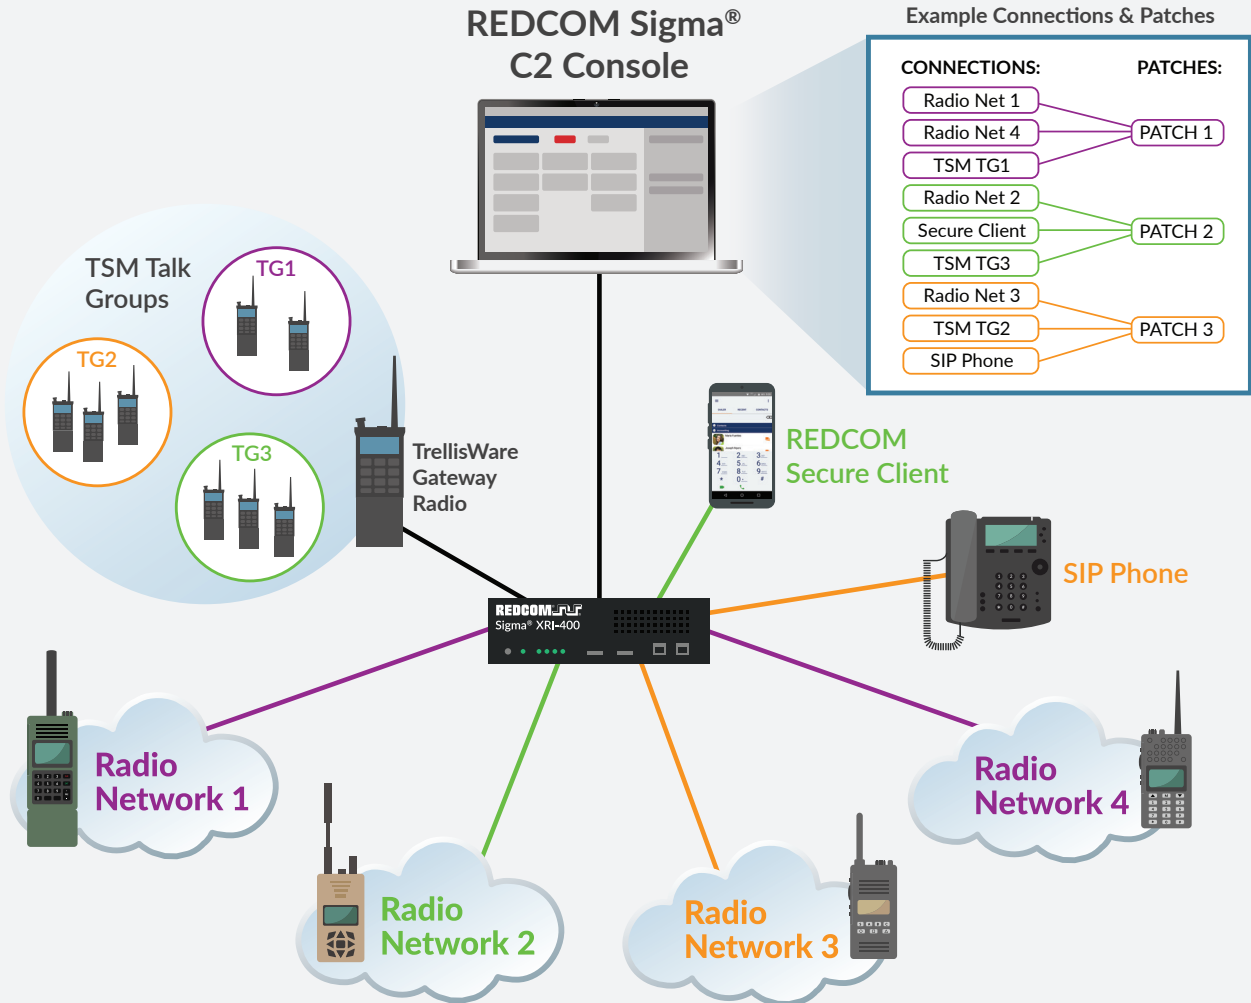 REDCOM Sigma®
C2 Console
Example Connections & Patches
CONNECTIONS:
PATCHES:
Radio Net 1
Radio Net 4
TSM TG1
PATCH 1
Radio Net 2
Secure Client
TSM TG3
PATCH 2
Radio Net 3
TSM TG2
SIP Phone
PATCH 3
TSM Talk
Groups
TG1
TG2
TG3
TrellisWare
Gateway
Radio
REDCOM
Secure Client
SIP Phone
REDCOM
Sigma® XRI-400
Radio
Network 1
Radio
Network 2
Radio
Network 3
Radio
Network 4